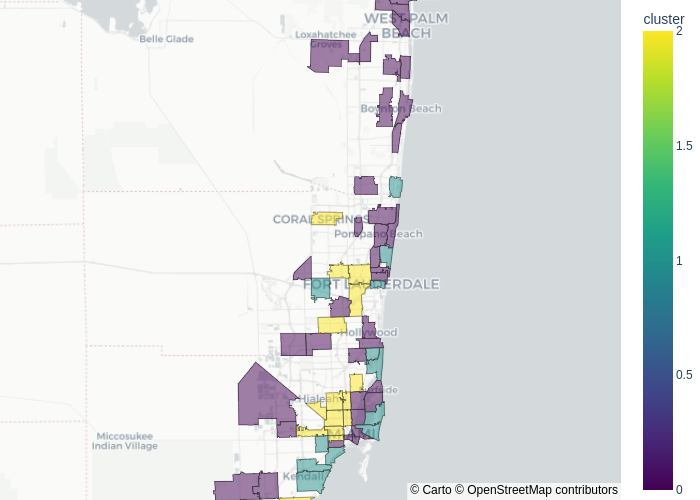 WEST PALM
BEACH
Loxahatchee
Groves
Belle Glade
Boynton Beach
CORAL SPRINGS
Pompano Beach
FORT LAUDERDALE
Hollywood
Hialeah
MIAMI
Miccosukee
Indian Village
Kendall
© Carto © OpenStreetMap contributors
cluster
2
1.5
1
0.5
0